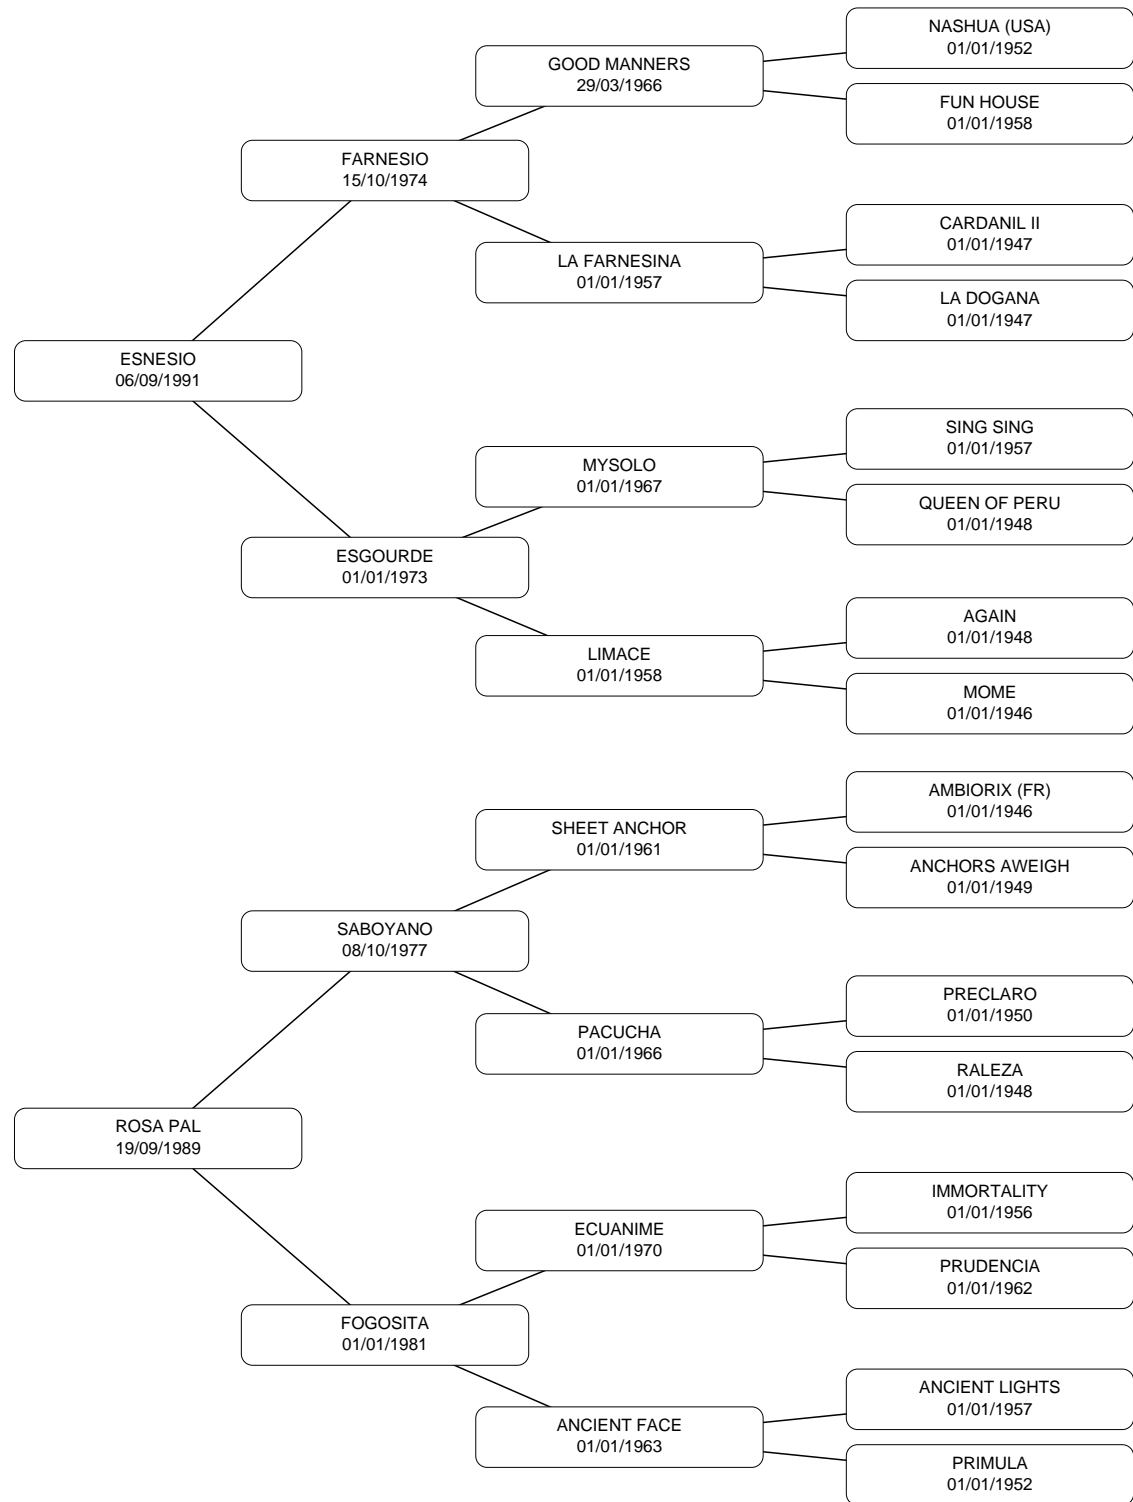 NASHUA (USA)
01/01/1952
GOOD MANNERS
29/03/1966
FUN HOUSE
01/01/1958
FARNESIO
15/10/1974
CARDANIL II
01/01/1947
LA FARNESINA
01/01/1957
LA DOGANA
01/01/1947
ESNESIO
06/09/1991
SING SING
01/01/1957
MYSOLO
01/01/1967
QUEEN OF PERU
01/01/1948
ESGOURDE
01/01/1973
AGAIN
01/01/1948
LIMACE
01/01/1958
MOME
01/01/1946
AMBIORIX (FR)
01/01/1946
SHEET ANCHOR
01/01/1961
ANCHORS AWEIGH
01/01/1949
SABOYANO
08/10/1977
PRECLARO
01/01/1950
PACUCHA
01/01/1966
RALEZA
01/01/1948
ROSA PAL
19/09/1989
IMMORTALITY
01/01/1956
ECUANIME
01/01/1970
PRUDENCIA
01/01/1962
FOGOSITA
01/01/1981
ANCIENT LIGHTS
01/01/1957
ANCIENT FACE
01/01/1963
PRIMULA
01/01/1952